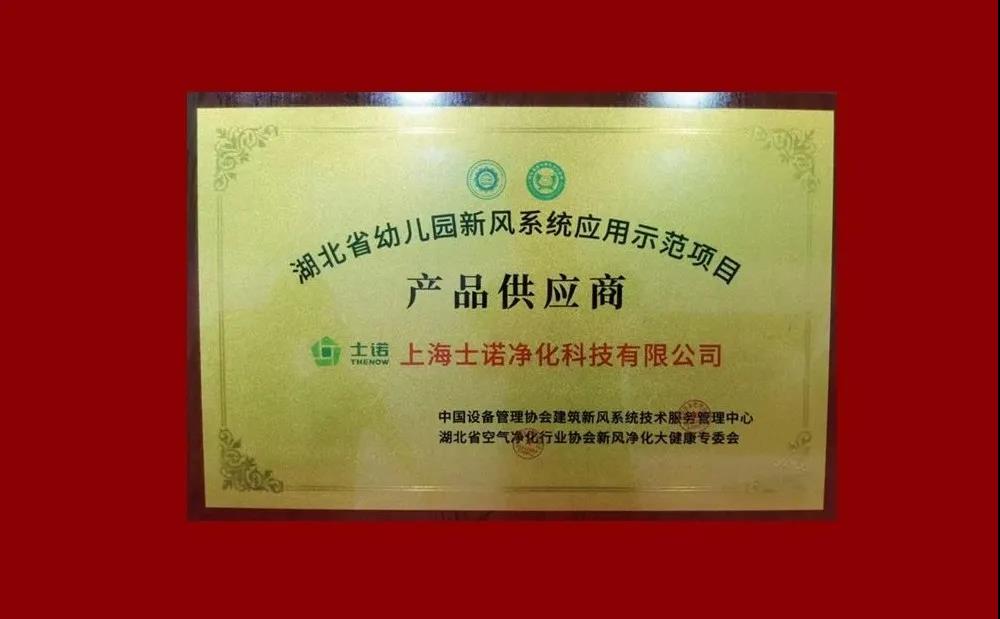 湖北省幼儿园新风系统应用示范项目
产品供应商
士诺 THENOW 上海士诺净化科技有限公司
中国设备管理协会建筑新风系统技术服务管理中心
湖北省空气净化行业协会新风净化大健康专委会